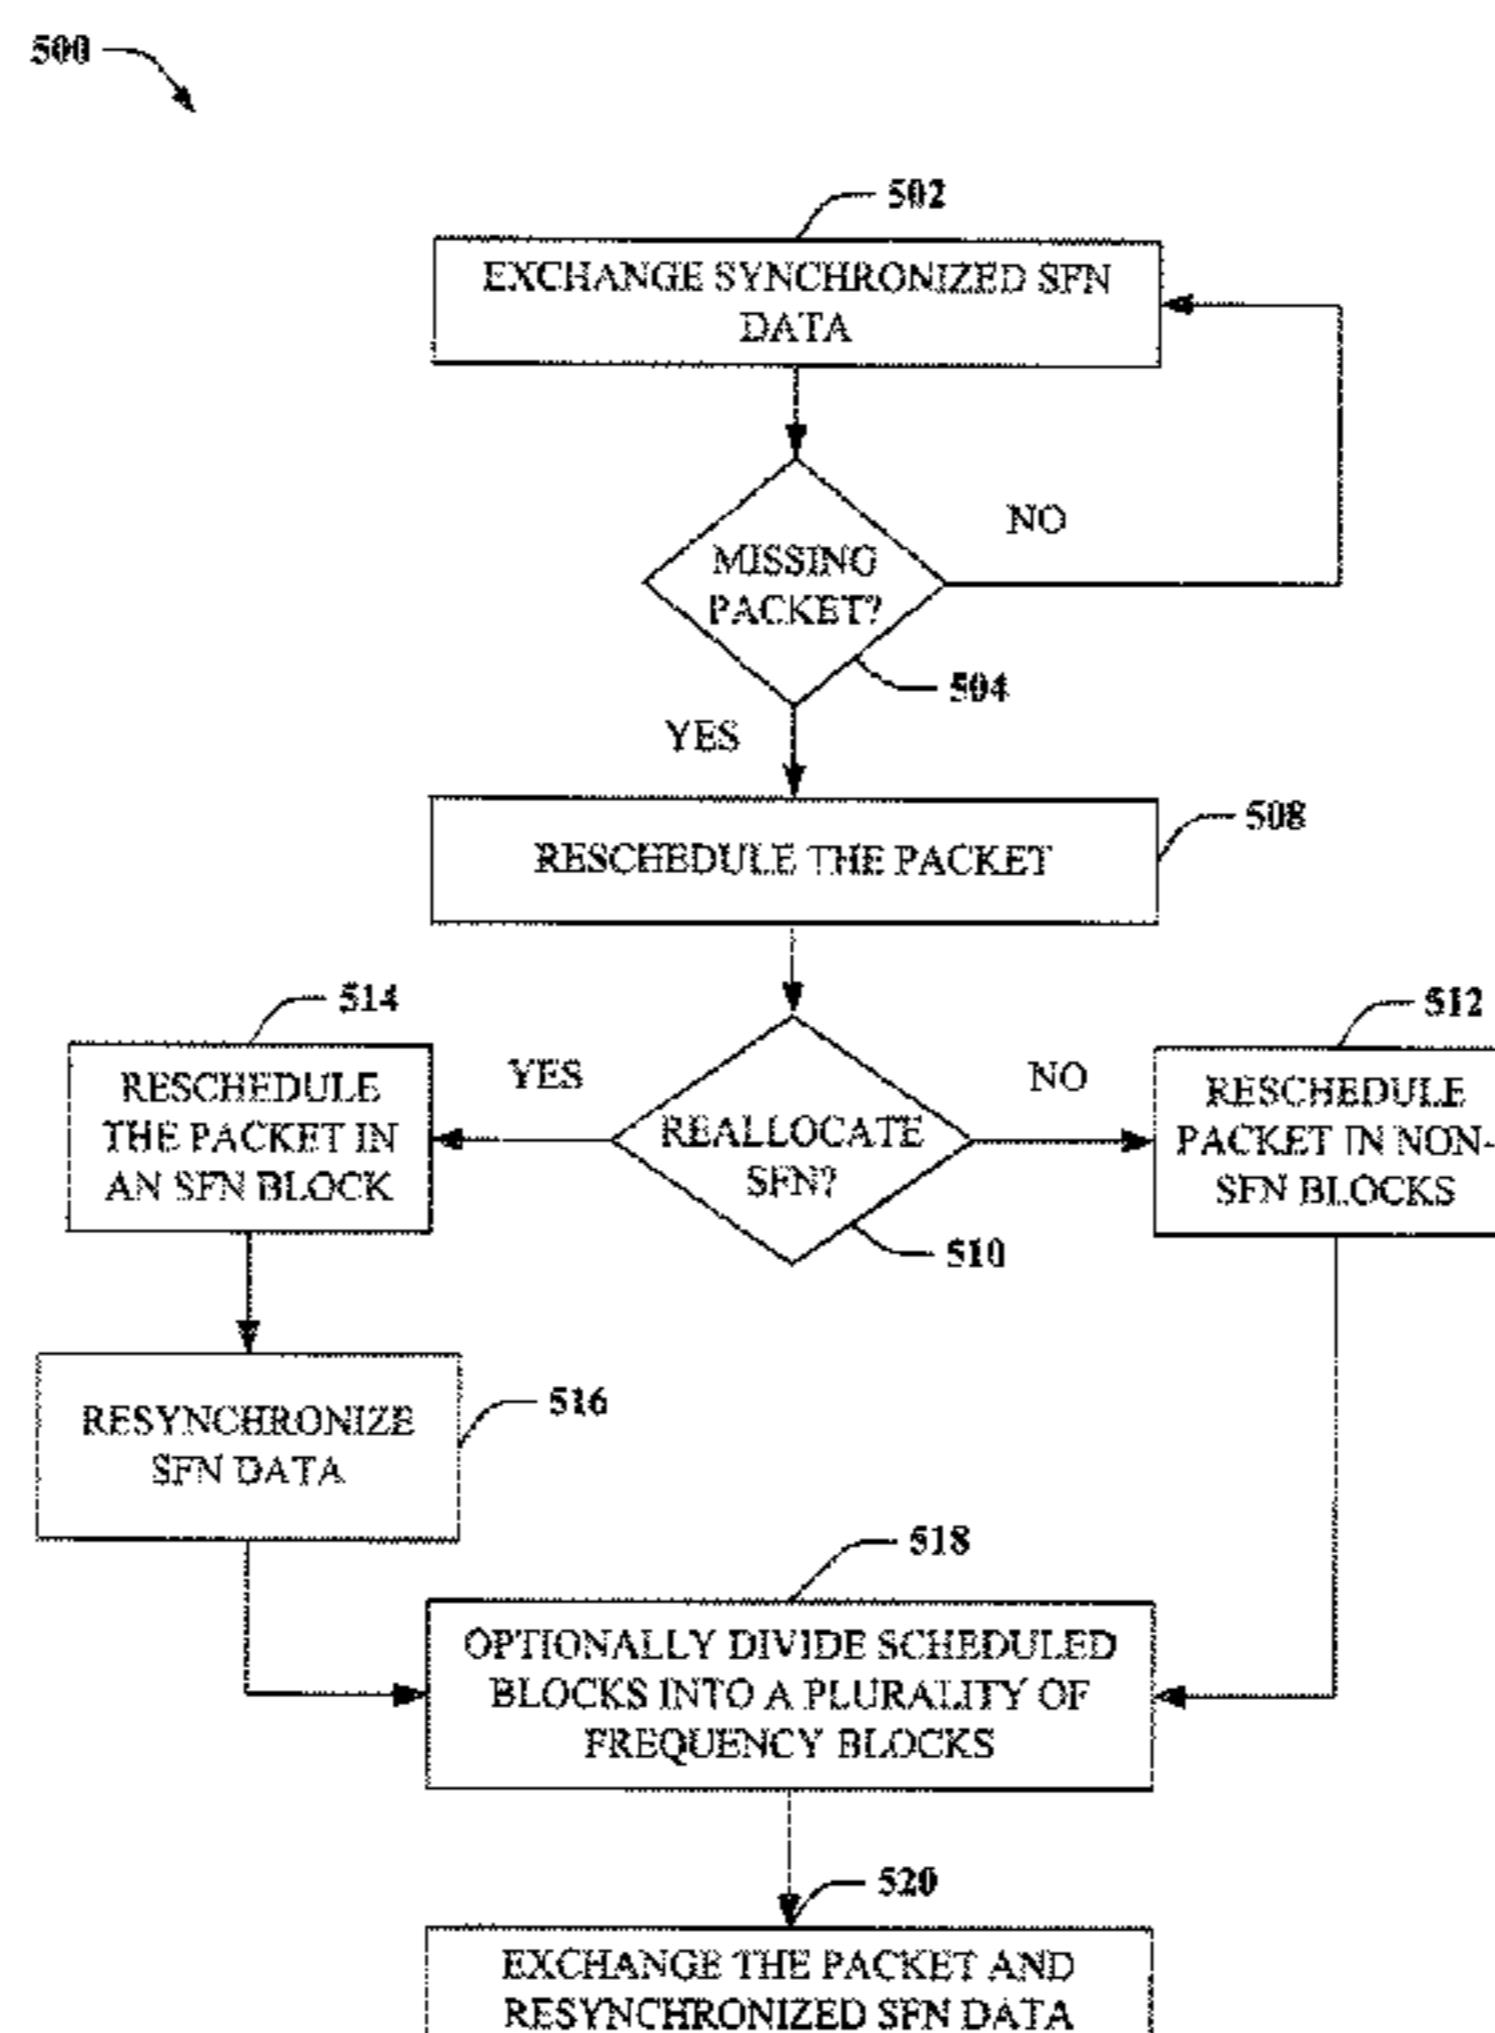 500
502
EXCHANGE SYNCHRONIZED SFN
DATA
NO
MISSING
PACKET?
504
YES
508
RESCHEDULE THE PACKET
514
512
YES
NO
RESCHEDULE
THE PACKET IN
AN SFN BLOCK
REALLOCATE
SFN?
RESCHEDULE
PACKET IN NON-
SFN BLOCKS
510
516
RESYNCHRONIZE
SFN DATA
518
OPTIONALLY DIVIDE SCHEDULED
BLOCKS INTO A PLURALITY OF
FREQUENCY BLOCKS
520
EXCHANGE THE PACKET AND
RESYNCHRONIZED SFN DATA